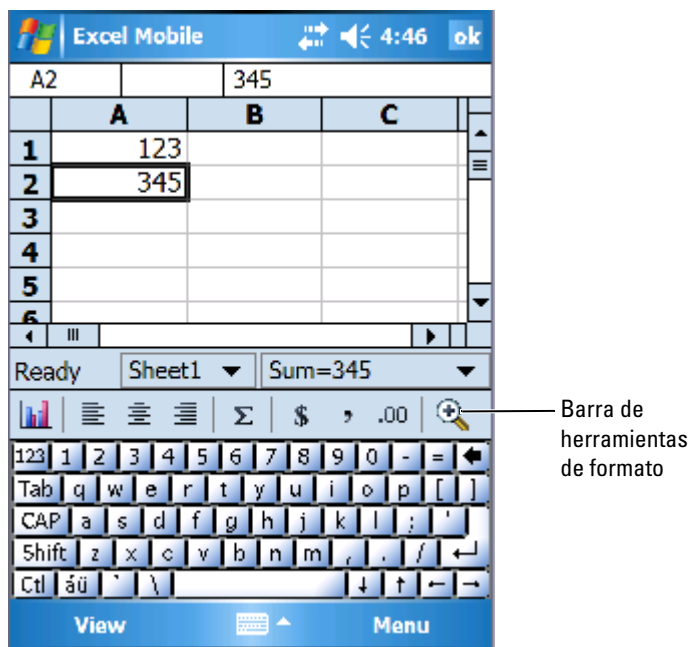 Excel Mobile 4:46 ok
A2 345
A B C
1 123
2 345
3
4
5
6
Ready Sheet1 Sum=345
Σ $ , .00
Barra de
herramientas
de formato
123 1 2 3 4 5 6 7 8 9 0 - =
Tab q w e r t y u i o p [ ]
CAP a s d f g h j k l ; '
Shift z x c v b n m , . /
Ctl áü ` \
View Menu